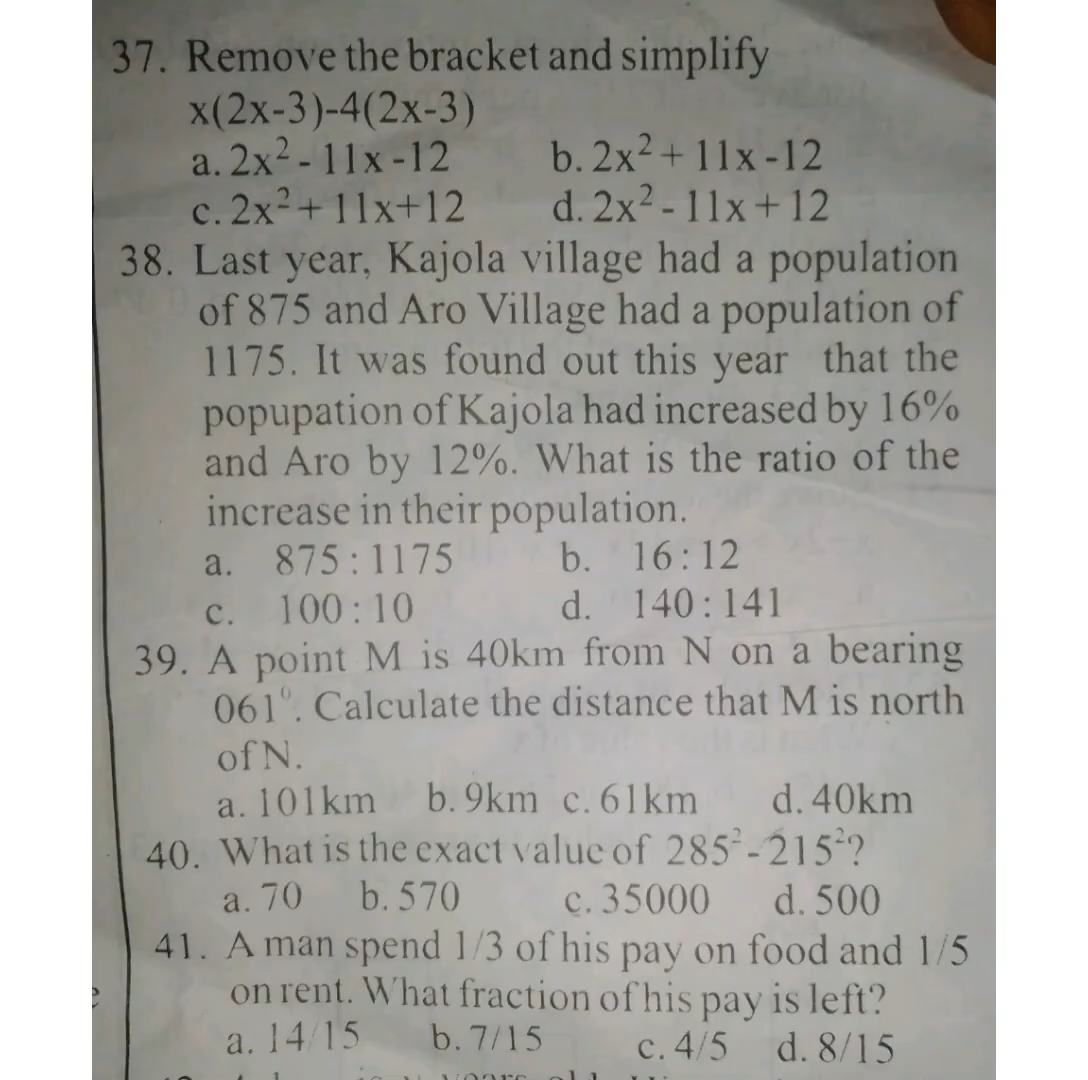 37. Remove the bracket and simplify
x(2x-3)-4(2x-3)
a. 2x² - 11x -12 b. 2x² + 11x -12
c. 2x² + 11x+12 d. 2x² - 11x + 12
38. Last year, Kajola village had a population
of 875 and Aro Village had a population of
1175. It was found out this year that the
popupation of Kajola had increased by 16%
and Aro by 12%. What is the ratio of the
increase in their population.
a. 875 : 1175 b. 16 : 12
c. 100 : 10 d. 140 : 141
39. A point M is 40km from N on a bearing
061⁰. Calculate the distance that M is north
of N.
a. 101km b. 9km c. 61km d. 40km
40. What is the exact value of 285² - 215²?
a. 70 b. 570 c. 35000 d. 500
41. A man spend 1/3 of his pay on food and 1/5
on rent. What fraction of his pay is left?
a. 14/15 b. 7/15 c. 4/5 d. 8/15